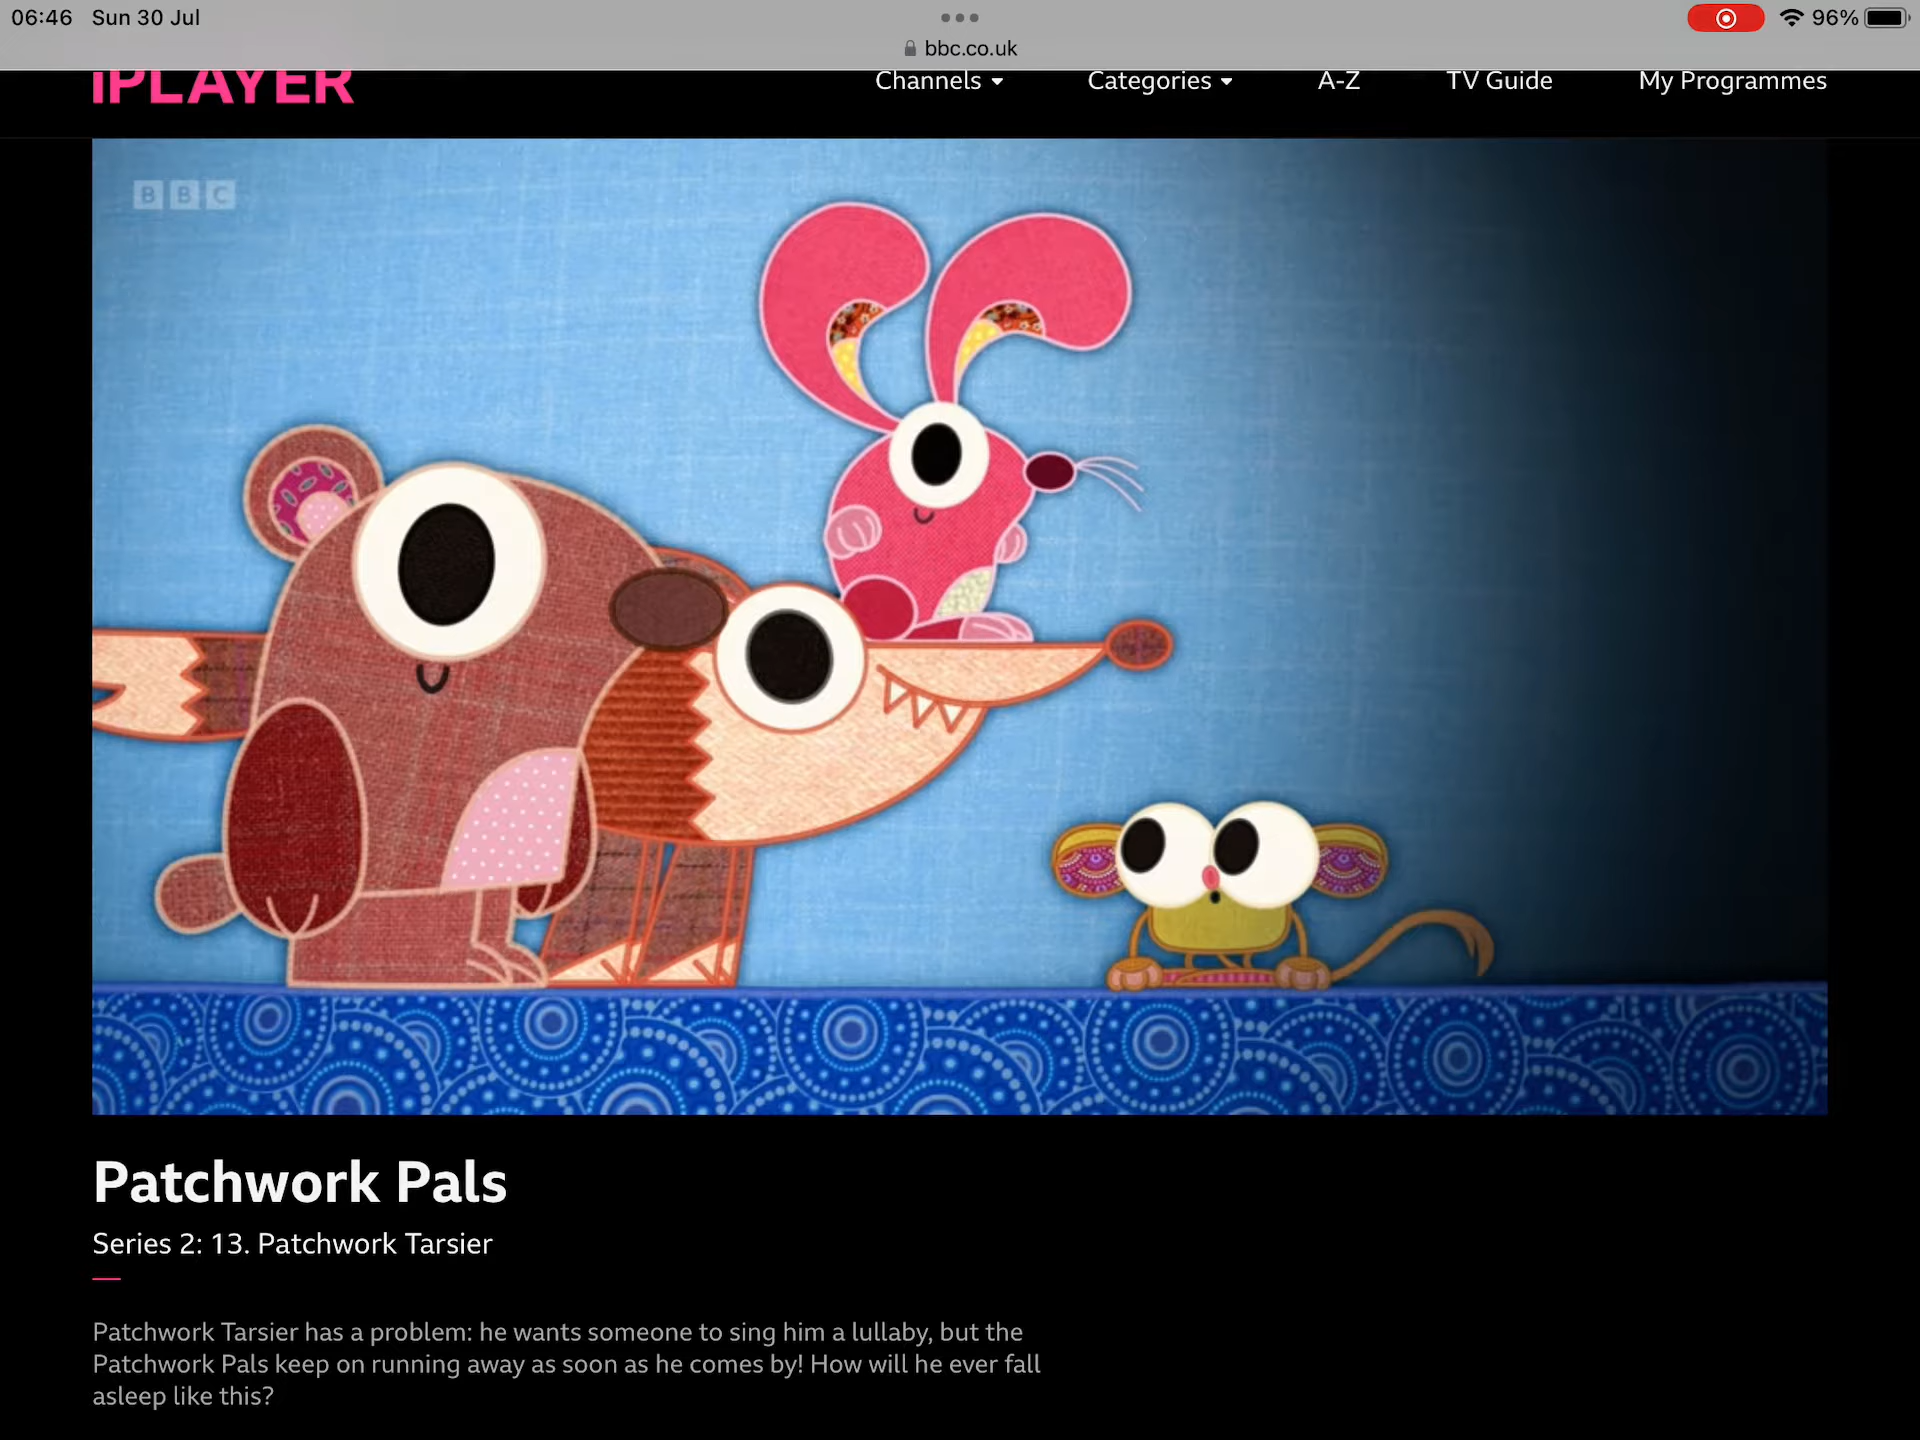 06:46 Sun 30 Jul
96%
bbc.co.uk
iPLAYER
Channels
Categories
A-Z
TV Guide
My Programmes
BBC
Patchwork Pals
Series 2: 13. Patchwork Tarsier
Patchwork Tarsier has a problem: he wants someone to sing him a lullaby, but the
Patchwork Pals keep on running away as soon as he comes by! How will he ever fall
asleep like this?